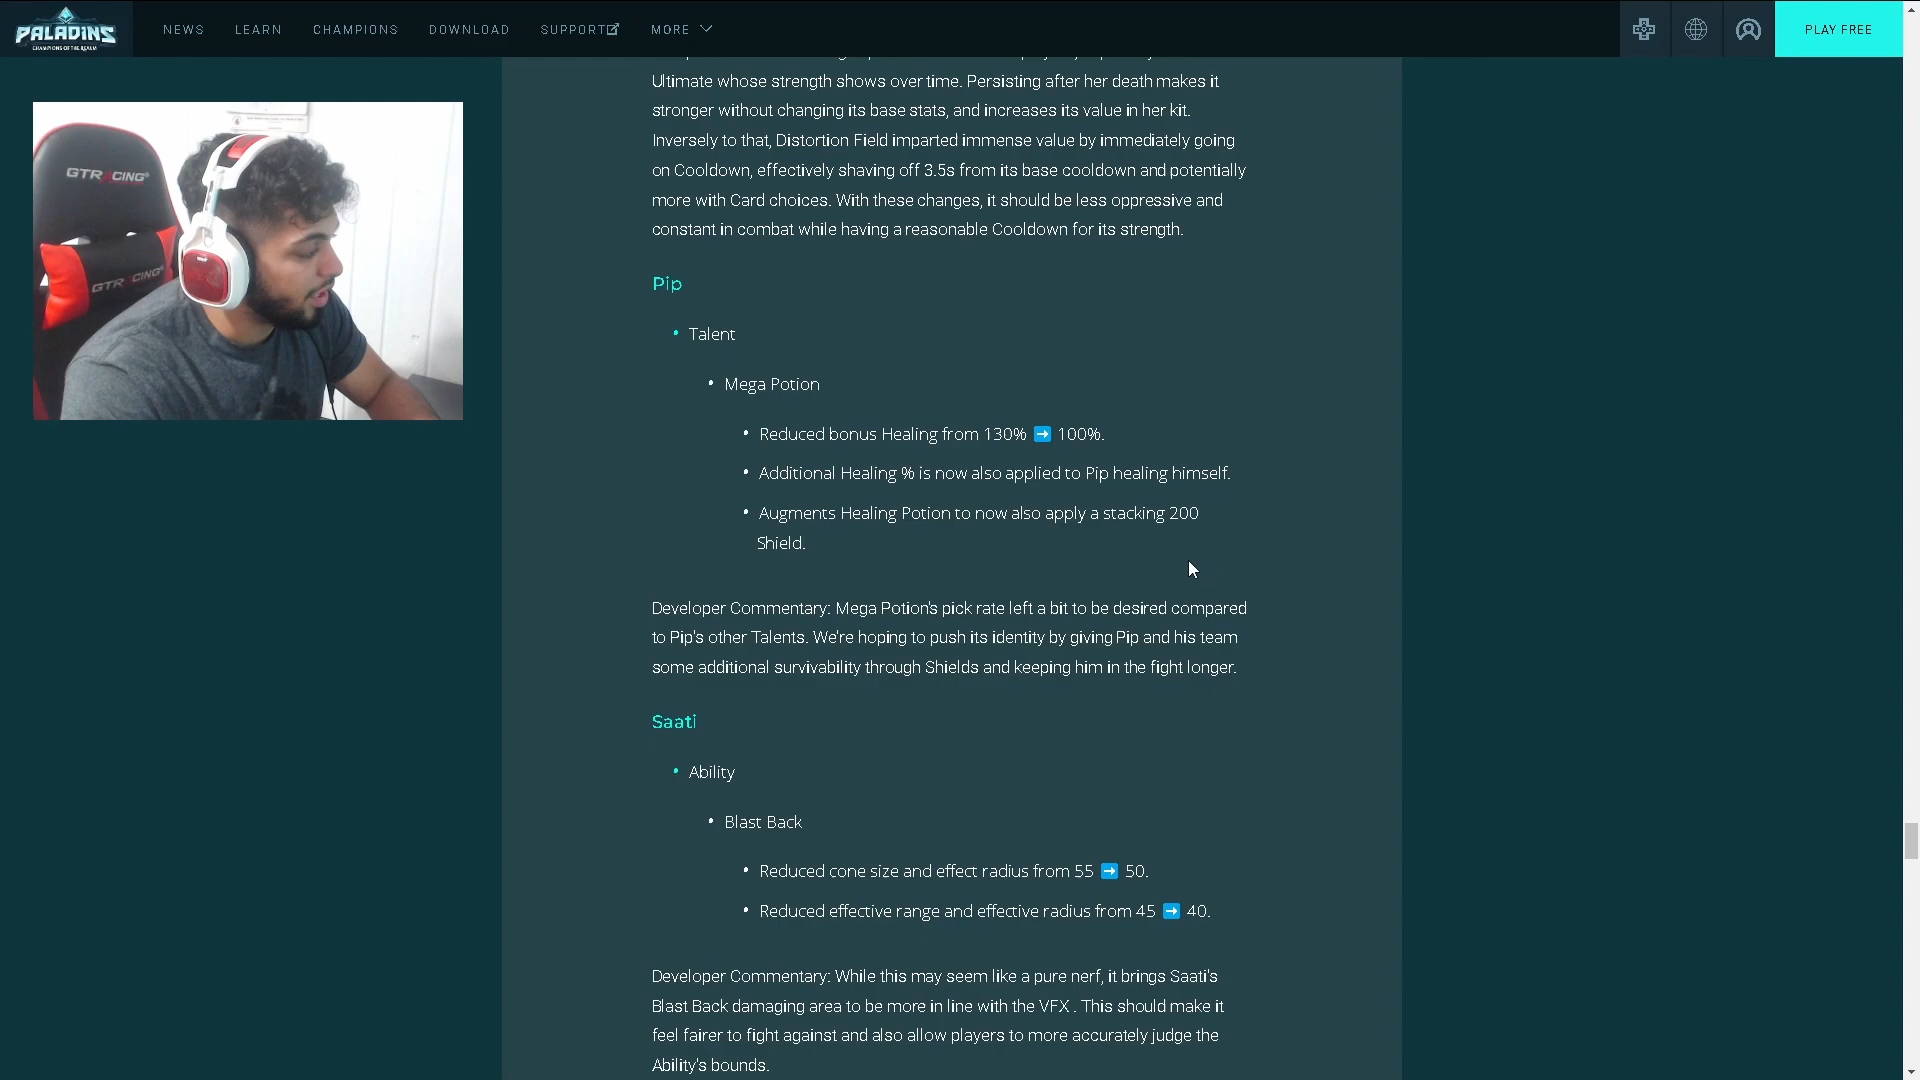 PALADINS
CHAMPIONS OF THE REALM
NEWS
LEARN
CHAMPIONS
DOWNLOAD
SUPPORT
MORE
PLAY FREE
Ultimate whose strength shows over time. Persisting after her death makes it
stronger without changing its base stats, and increases its value in her kit.
Inversely to that, Distortion Field imparted immense value by immediately going
on Cooldown, effectively shaving off 3.5s from its base cooldown and potentially
more with Card choices. With these changes, it should be less oppressive and
constant in combat while having a reasonable Cooldown for its strength.
GTRACING
GTRACING
Pip
• Talent
• Mega Potion
• Reduced bonus Healing from 130% ➡ 100%.
• Additional Healing % is now also applied to Pip healing himself.
• Augments Healing Potion to now also apply a stacking 200
Shield.
Developer Commentary: Mega Potion's pick rate left a bit to be desired compared
to Pip's other Talents. We're hoping to push its identity by giving Pip and his team
some additional survivability through Shields and keeping him in the fight longer.
Saati
• Ability
• Blast Back
• Reduced cone size and effect radius from 55 ➡ 50.
• Reduced effective range and effective radius from 45 ➡ 40.
Developer Commentary: While this may seem like a pure nerf, it brings Saati's
Blast Back damaging area to be more in line with the VFX . This should make it
feel fairer to fight against and also allow players to more accurately judge the
Ability's bounds.